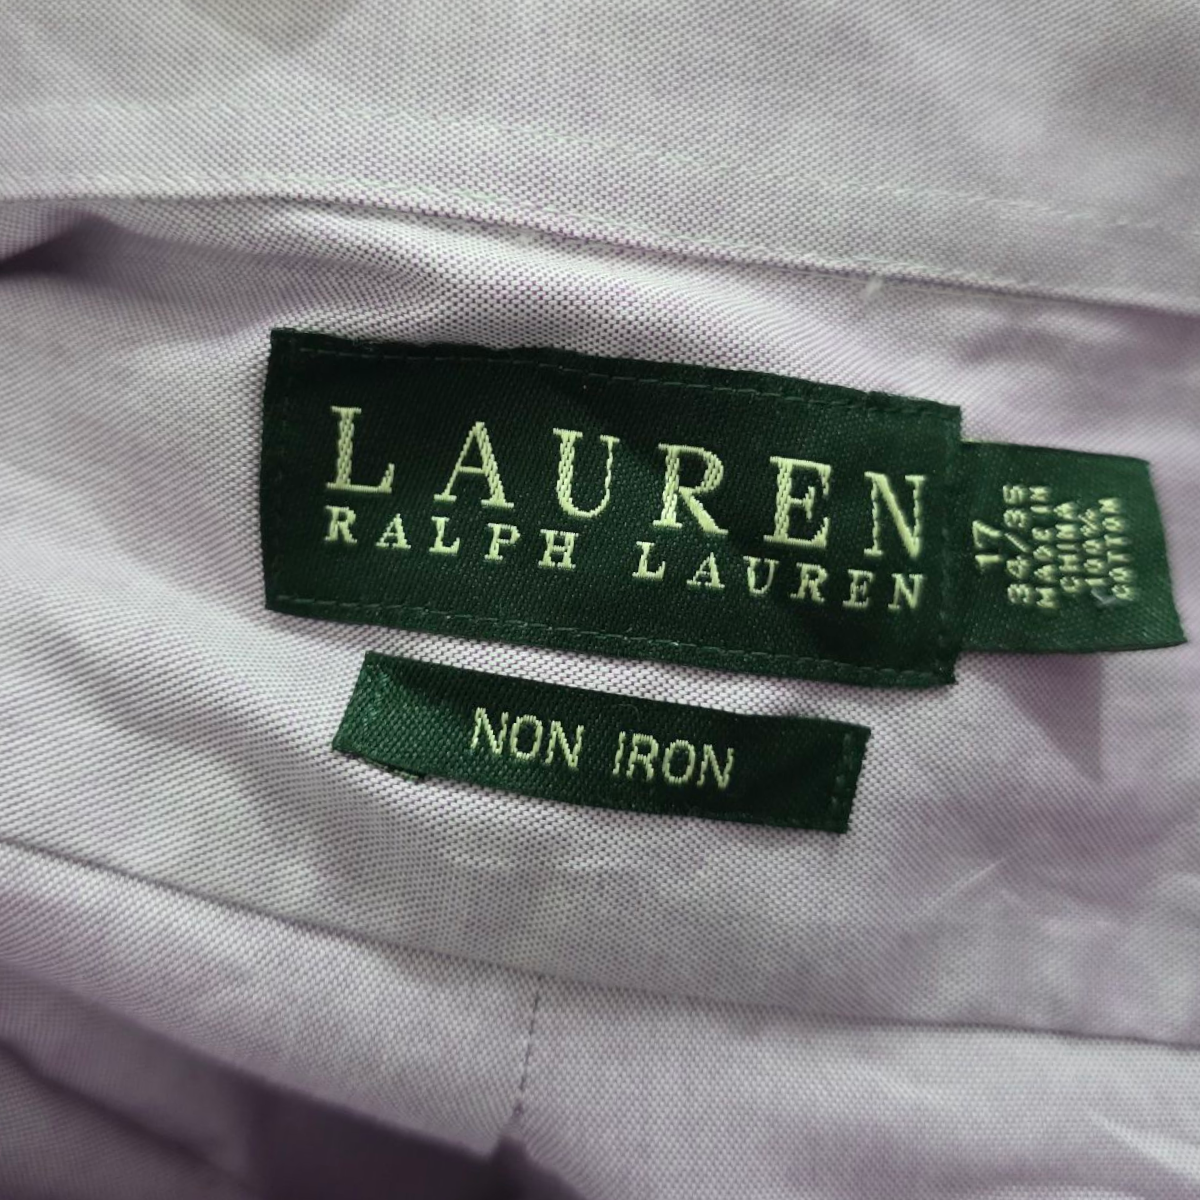 LAUREN
RALPH LAUREN
17
34/35
MADE IN
CHINA
100%
COTTON
NON IRON